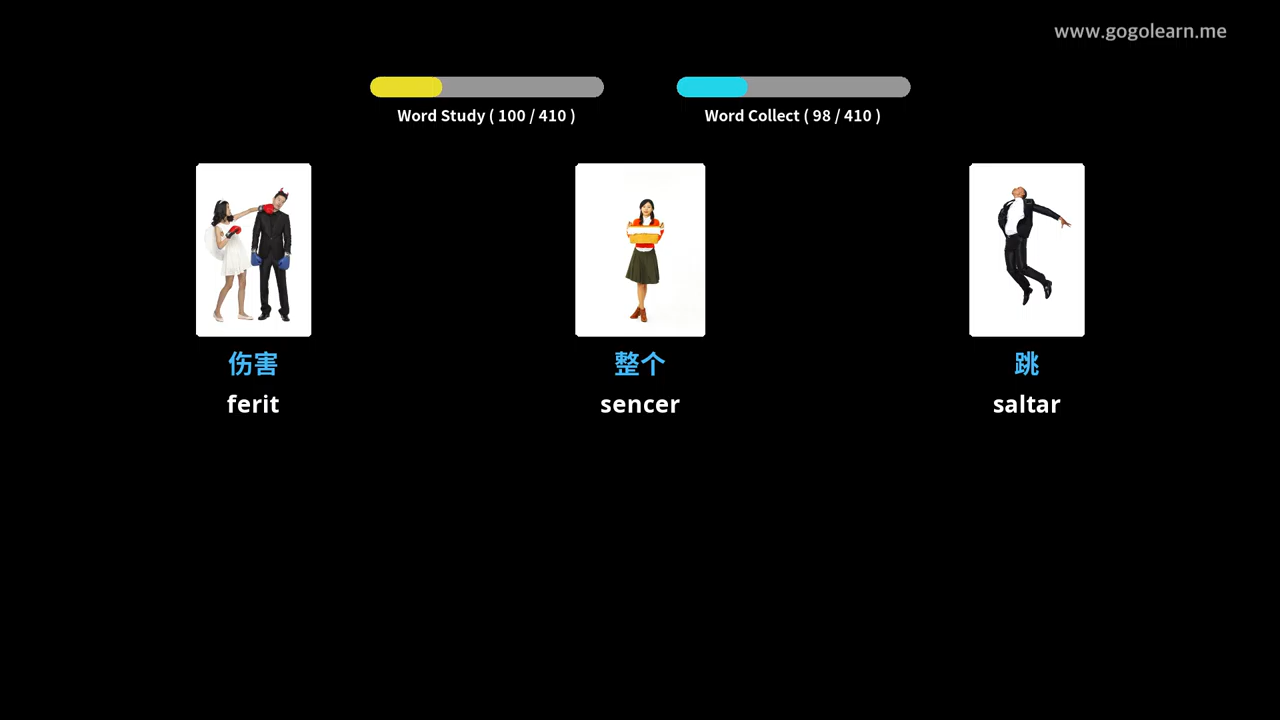 www.gogolearn.me
Word Study ( 100 / 410 )
Word Collect ( 98 / 410 )
伤害
整个
跳
ferit
sencer
saltar